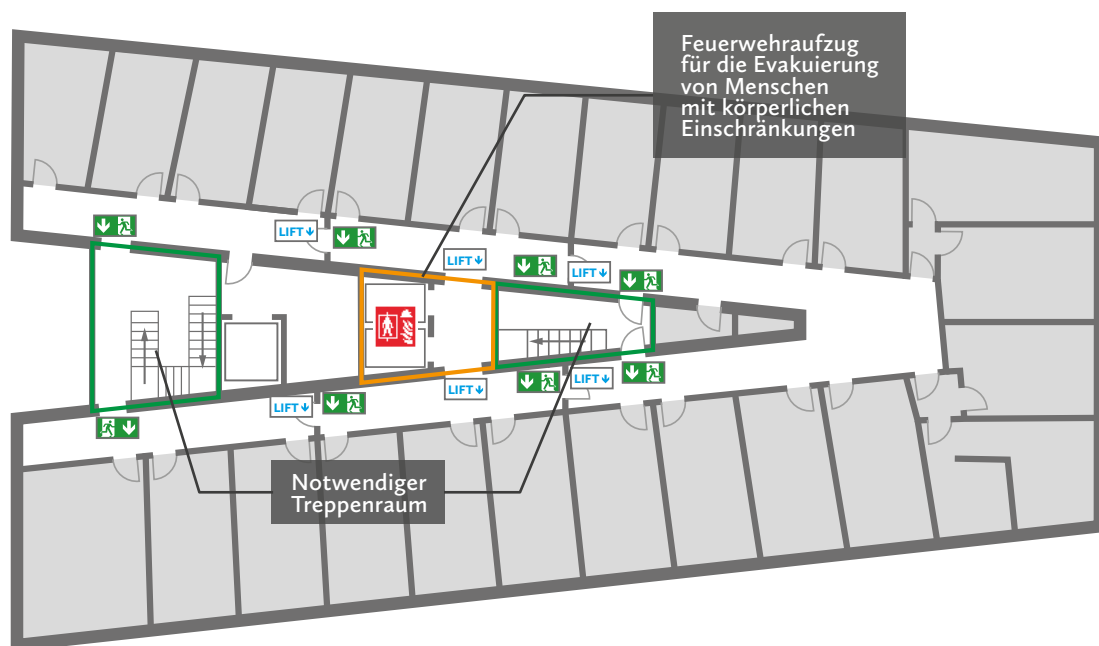 Feuerwehraufzug
für die Evakuierung
von Menschen
mit körperlichen
Einschränkungen
LIFT
LIFT
LIFT
LIFT
LIFT
LIFT
Notwendiger
Treppenraum